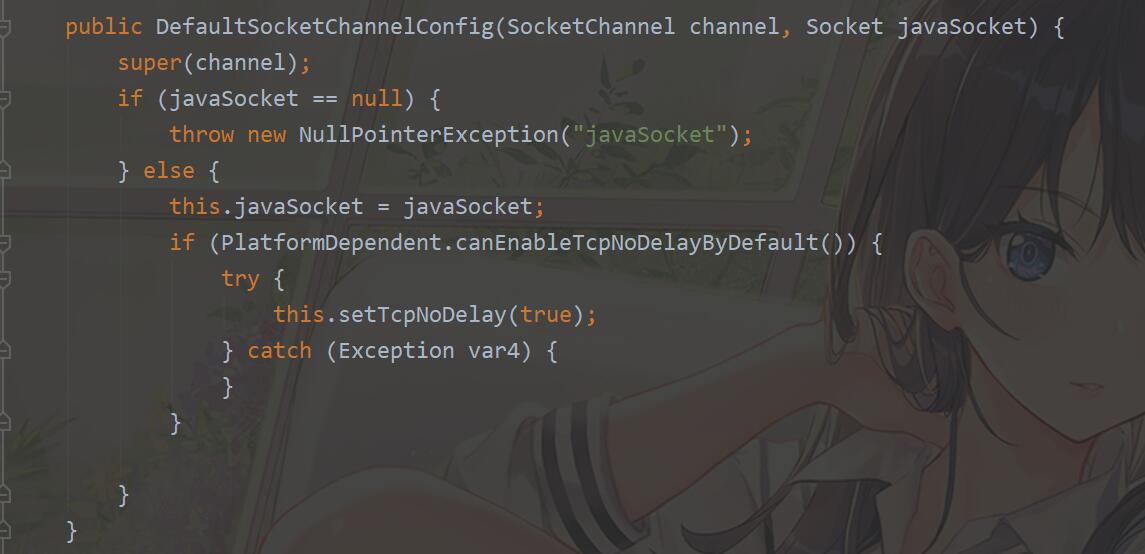 public DefaultSocketChannelConfig(SocketChannel channel, Socket javaSocket) {
super(channel);
if (javaSocket == null) {
throw new NullPointerException("javaSocket");
} else {
this.javaSocket = javaSocket;
if (PlatformDependent.canEnableTcpNoDelayByDefault()) {
try {
this.setTcpNoDelay(true);
} catch (Exception var4) {
}
}
}
}